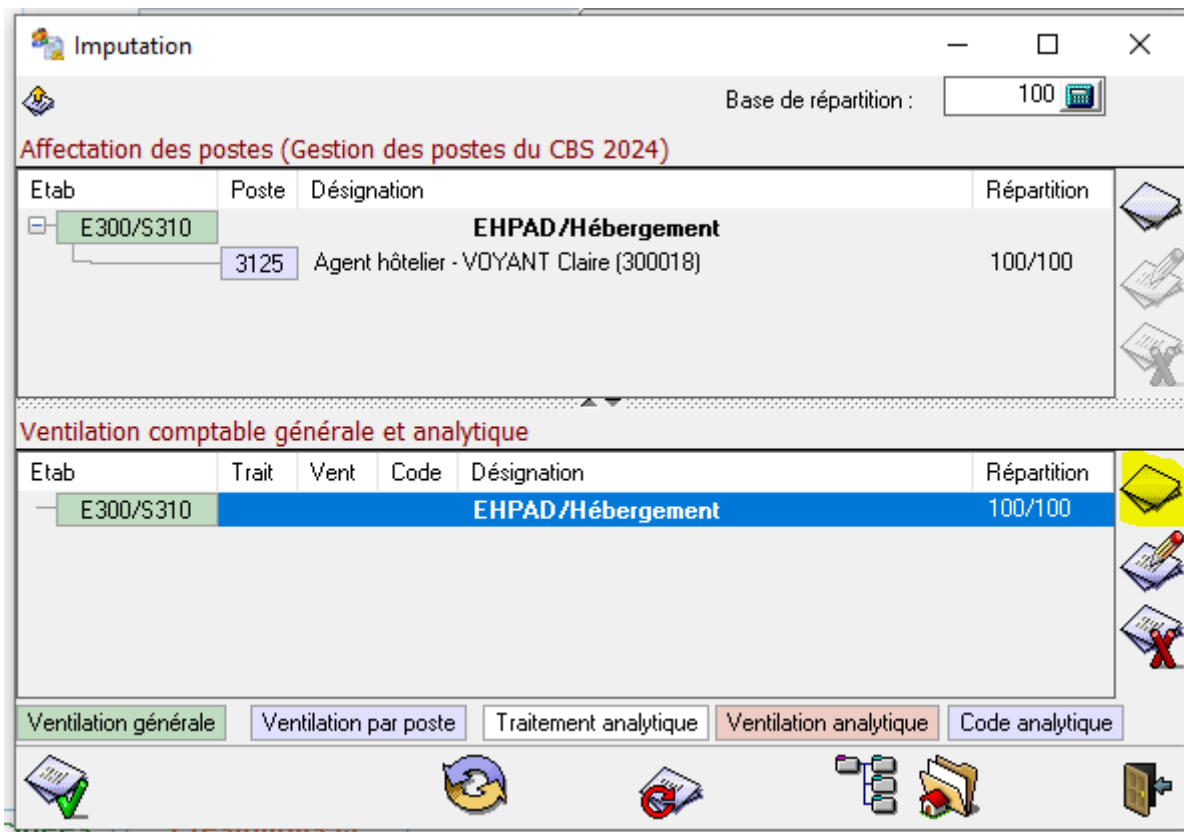 Imputation
Base de répartition : 100
Affectation des postes (Gestion des postes du CBS 2024)
Etab Poste Désignation Répartition
E300/S310 EHPAD/Hébergement
3125 Agent hôtelier - VOYANT Claire (300018) 100/100
Ventilation comptable générale et analytique
Etab Trait Vent Code Désignation Répartition
E300/S310 EHPAD/Hébergement 100/100
Ventilation générale Ventilation par poste Traitement analytique Ventilation analytique Code analytique